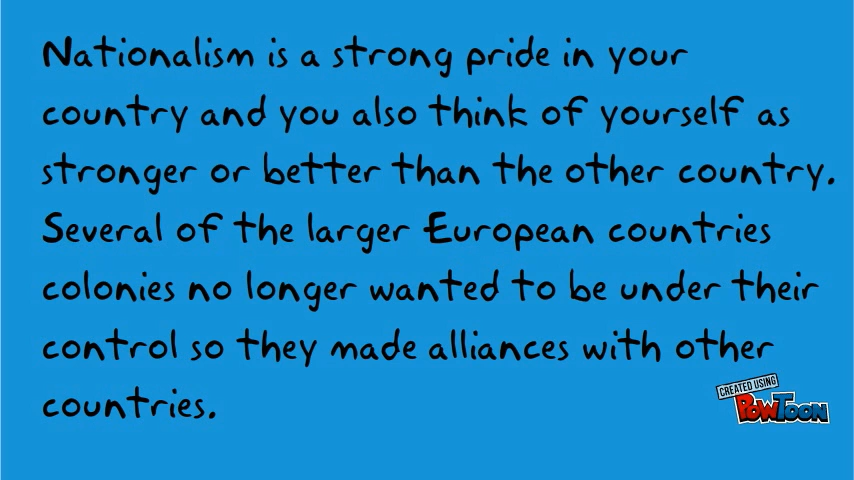 Nationalism is a strong pride in your
country and you also think of yourself as
stronger or better than the other country.
Several of the larger European countries
colonies no longer wanted to be under their
control so they made alliances with other
countries.
CREATED USING
POWTOON